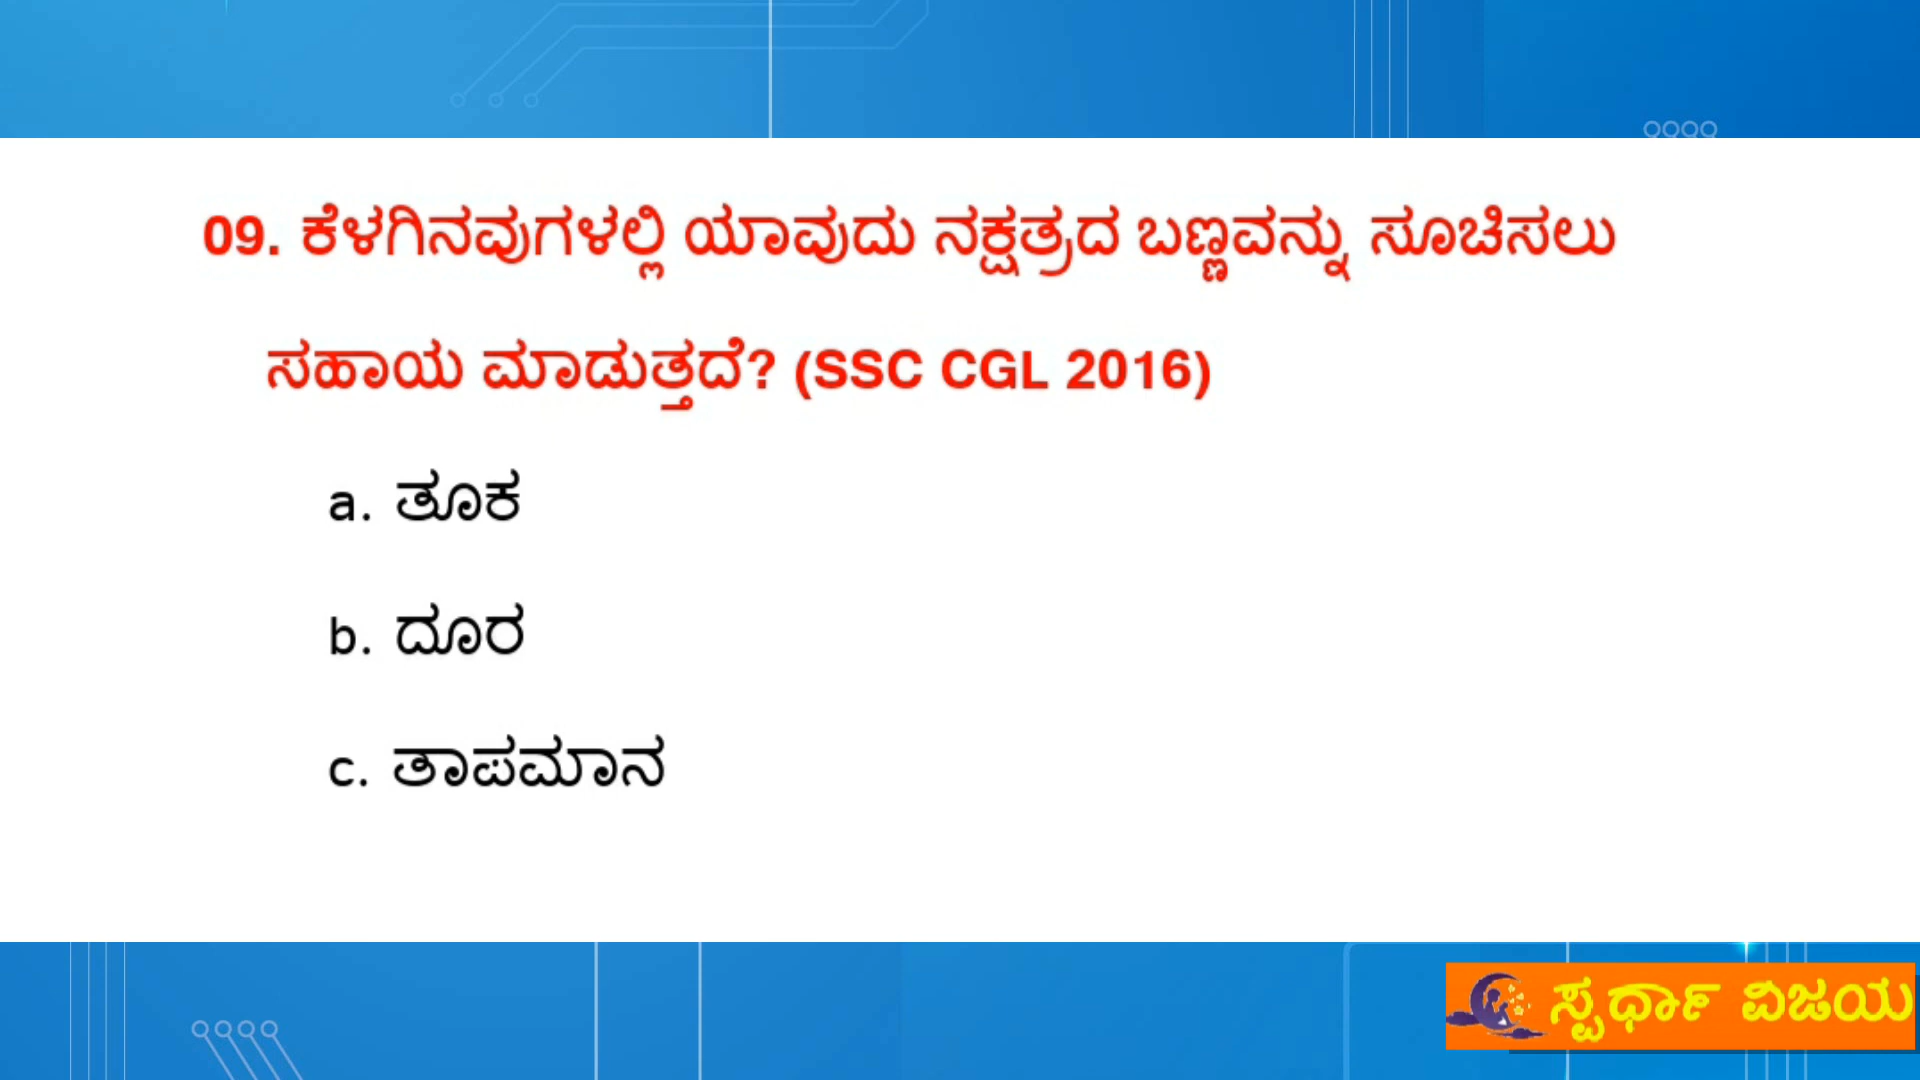 09. ಕೆಳಗಿನವುಗಳಲ್ಲಿ ಯಾವುದು ನಕ್ಷತ್ರದ ಬಣ್ಣವನ್ನು ಸೂಚಿಸಲು
ಸಹಾಯ ಮಾಡುತ್ತದೆ? (SSC CGL 2016)
a. ತೂಕ
b. ದೂರ
c. ತಾಪಮಾನ
ಸ್ಪರ್ಧಾ ವಿಜಯ